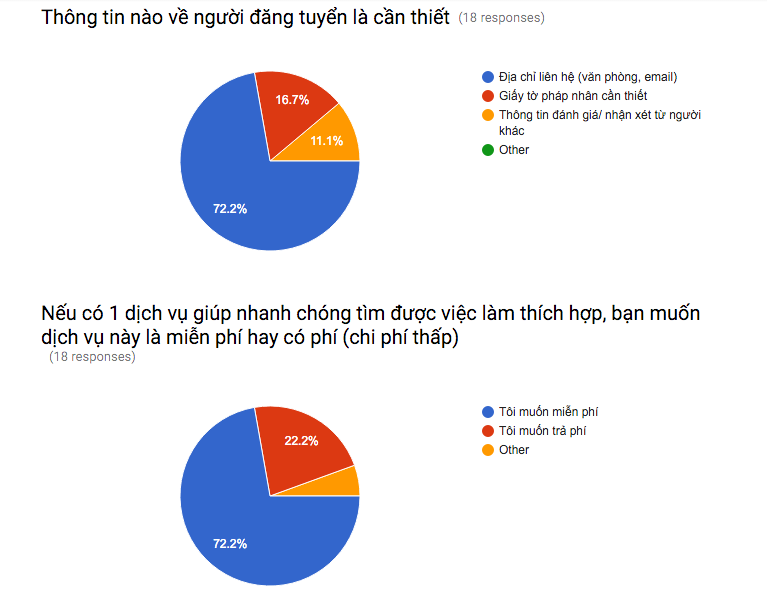 Thông tin nào về người đăng tuyển là cần thiết (18 responses)
Địa chỉ liên hệ (văn phòng, email)
Giấy tờ pháp nhân cần thiết
Thông tin đánh giá/ nhận xét từ người
khác
Other
16.7%
11.1%
72.2%
Nếu có 1 dịch vụ giúp nhanh chóng tìm được việc làm thích hợp, bạn muốn
dịch vụ này là miễn phí hay có phí (chi phí thấp)
(18 responses)
Tôi muốn miễn phí
Tôi muốn trả phí
Other
22.2%
72.2%